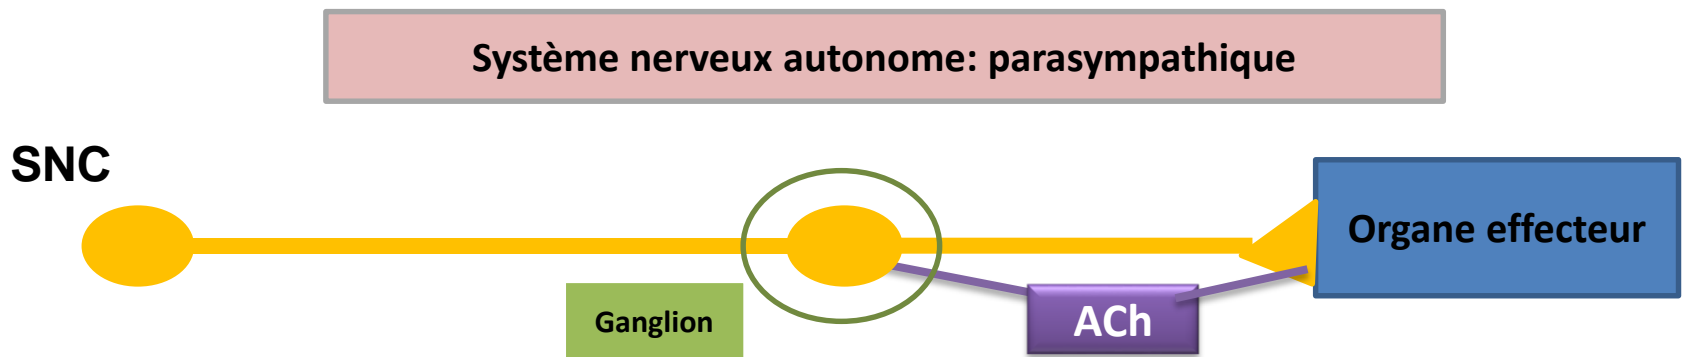 Système nerveux autonome: parasympathique
SNC
Organe effecteur
Ganglion
ACh